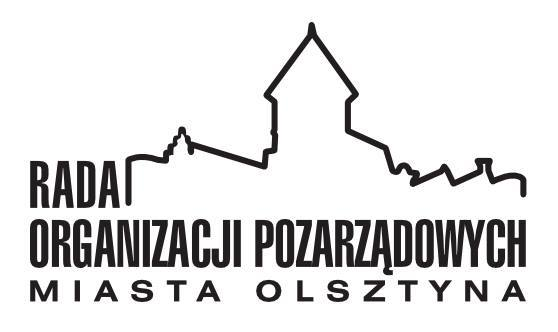 RADA
ORGANIZACJI POZARZĄDOWYCH
MIASTA OLSZTYNA